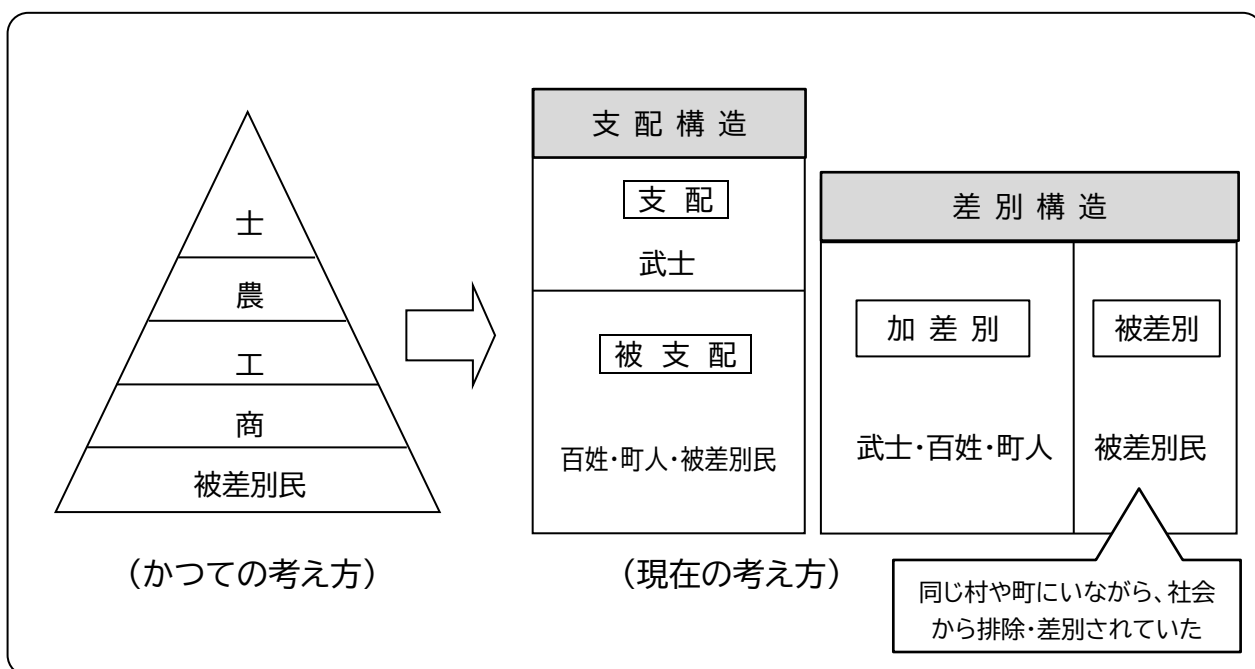 士
農
工
商
被差別民
（かつての考え方）
支配構造
支配
武士
被支配
百姓・町人・被差別民
差別構造
加差別
武士・百姓・町人
被差別
被差別民
（現在の考え方）
同じ村や町にいながら、社会
から排除・差別されていた